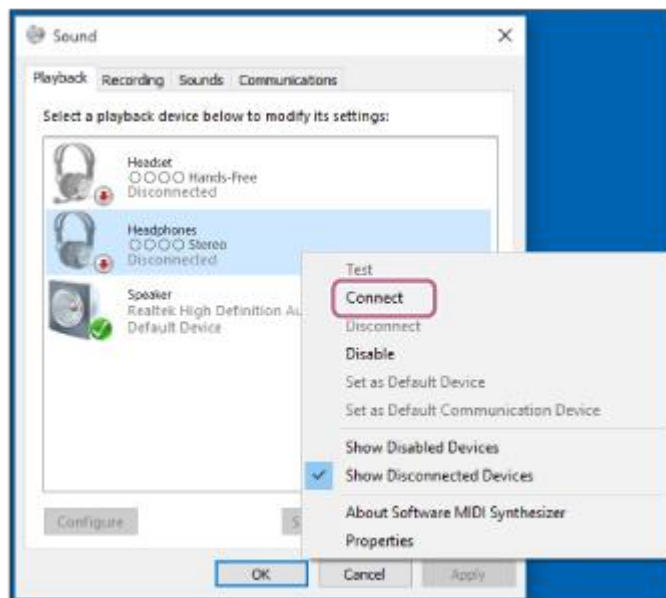 Sound
Playback Recording Sounds Communications
Select a playback device below to modify its settings:
Headset
○○○○ Hands-Free
Disconnected
Headphones
○○○○ Stereo
Disconnected
Speaker
Realtek High Definition Au
Default Device
Test
Connect
Disconnect
Disable
Set as Default Device
Set as Default Communication Device
Show Disabled Devices
Show Disconnected Devices
About Software MIDI Synthesizer
Properties
Configure S
OK Cancel Apply